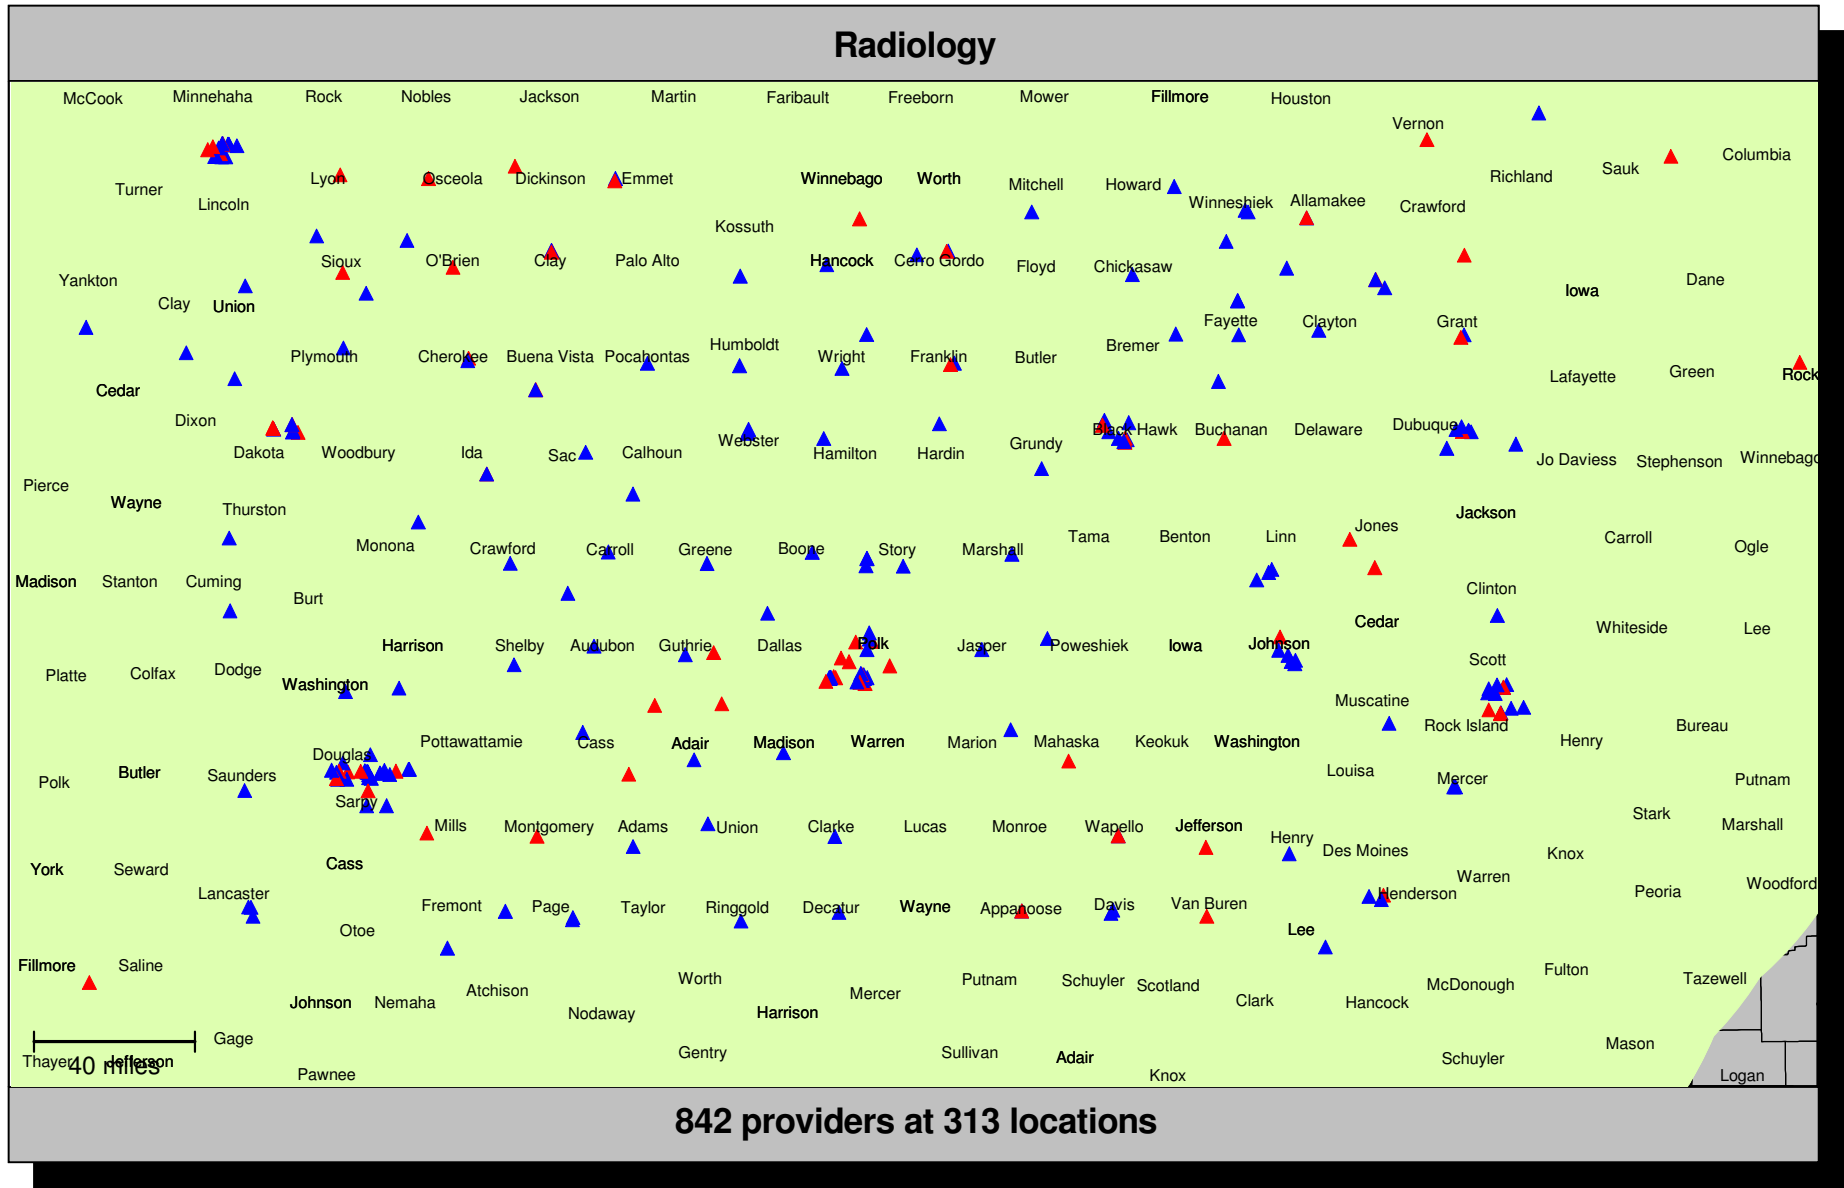 Radiology
McCook Minnehaha Rock Nobles Jackson Martin Faribault Freeborn Mower Fillmore Houston
Vernon
Sauk Columbia
Turner Lyon Osceola Dickinson Emmet Winnebago Worth Mitchell Howard Richland
Lincoln Winneshiek Allamakee Crawford
Kossuth
Yankton Sioux O'Brien Clay Palo Alto Hancock Cerro Gordo Floyd Chickasaw Dane
Clay Union Iowa
Fayette Clayton Grant
Plymouth Cherokee Buena Vista Pocahontas Humboldt Wright Franklin Butler Bremer
Cedar Lafayette Green Rock
Dixon Webster Black Hawk Buchanan Delaware Dubuque
Dakota Woodbury Ida Sac Calhoun Hamilton Hardin Grundy Jo Daviess Stephenson Winnebago
Pierce
Wayne Thurston Jackson
Monona Crawford Carroll Greene Boone Story Marshall Tama Benton Linn Jones Carroll Ogle
Madison Stanton Cuming Clinton
Burt
Harrison Shelby Audubon Guthrie Dallas Polk Jasper Poweshiek Iowa Johnson Cedar Whiteside Lee
Platte Colfax Dodge Scott
Washington Muscatine
Pottawattamie Cass Adair Madison Warren Marion Mahaska Keokuk Washington Rock Island Henry Bureau
Douglas
Polk Butler Saunders Louisa Mercer Putnam
Sarpy
Mills Montgomery Adams Union Clarke Lucas Monroe Wapello Jefferson Henry Stark Marshall
York Seward Cass Des Moines Knox
Lancaster Warren Peoria Woodford
Fremont Page Taylor Ringgold Decatur Wayne Appanoose Davis Van Buren Henderson
Otoe Lee
Fillmore Saline Worth Putnam Schuyler Scotland McDonough Fulton Tazewell
Johnson Nemaha Atchison Nodaway Harrison Mercer Clark Hancock
Gage Mason
Thayer Jefferson Gentry Sullivan Adair Schuyler
40 miles
Pawnee Knox Logan
842 providers at 313 locations